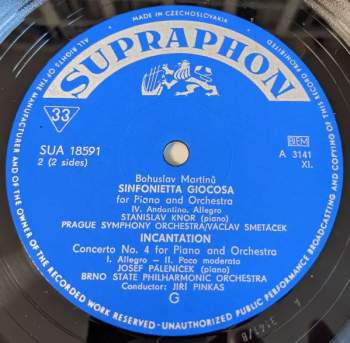 MADE IN CZECHOSLOVAKIA
ALL RIGHTS OF THE MANUFACTURER AND OF THE OWNER OF THE RECORDED WORK RESERVED - UNAUTHORIZED PUBLIC PERFORMANCE BROADCASTING AND COPYING OF THIS RECORD PROHIBITED
SUPRAPHON
33
SUA 18591
2 (2 sides)
BIEM
A 3141
XI.
Bohuslav Martinů
SINFONIETTA GIOCOSA
for Piano and Orchestra
IV. Andantino. Allegro
STANISLAV KNOR (piano)
PRAGUE SYMPHONY ORCHESTRA/VÁCLAV SMETÁČEK
INCANTATION
Concerto No. 4 for Piano and Orchestra
I. Allegro — II. Poco moderato
JOSEF PÁLENÍČEK (piano)
BRNO STATE PHILHARMONIC ORCHESTRA
Conductor: JIŘÍ PINKAS
G